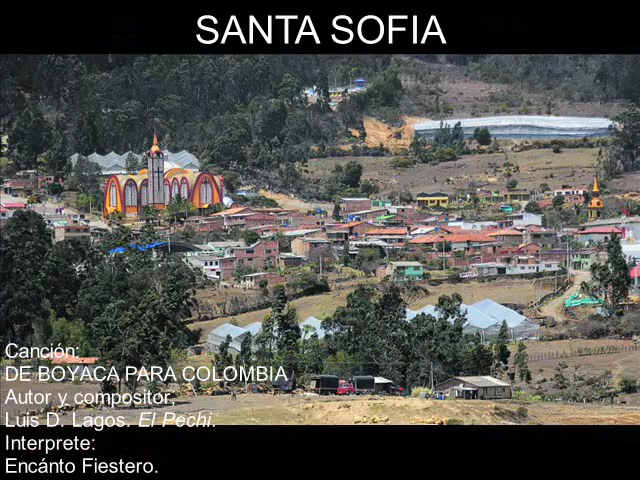 SANTA SOFIA
Canción:
DE BOYACA PARA COLOMBIA
Autor y compositor,
Luis D. Lagos. El Pechi.
Interprete:
Encánto Fiestero.